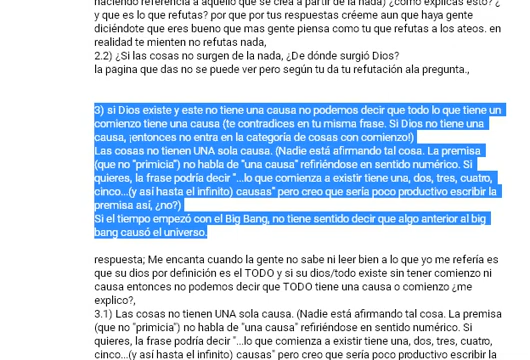 haciendo referencia a aquello que se crea a partir de la nada) ¿como explicas esto? ¿
y que es lo que refutas? por que por tus respuestas créeme aun que haya gente
diciéndote que eres bueno que mas gente piensa como tu que refutas a los ateos. en
realidad te mienten no refutas nada,
2.2) ¿Si las cosas no surgen de la nada, ¿De dónde surgió Dios?
la pagina que das no se puede ver pero según tu da tu refutación ala pregunta.,
3) si Dios existe y este no tiene una causa no podemos decir que todo lo que tiene un
comienzo tiene una causa (te contradices en tu misma frase. Si Dios no tiene una
causa, ¡entonces no entra en la categoría de cosas con comienzo!)
Las cosas no tienen UNA sola causa. (Nadie está afirmando tal cosa. La premisa
(que no "primicia") no habla de "una causa" refiriéndose en sentido numérico. Si
quieres, la frase podría decir "...lo que comienza a existir tiene una, dos, tres, cuatro,
cinco...(y así hasta el infinito) causas" pero creo que sería poco productivo escribir la
premisa así, ¿no?)
Si el tiempo empezó con el Big Bang, no tiene sentido decir que algo anterior al big
bang causó el universo.
respuesta; Me encanta cuando la gente no sabe ni leer bien a lo que yo me refería es
que su dios por definición es el TODO y si su dios/todo existe sin tener comienzo ni
causa entonces no podemos decir que TODO tiene una causa o comienzo ¿me
explico?,
3.1) Las cosas no tienen UNA sola causa. (Nadie está afirmando tal cosa. La premisa
(que no "primicia") no habla de "una causa" refiriéndose en sentido numérico. Si
quieres, la frase podría decir "...lo que comienza a existir tiene una, dos, tres, cuatro,
cinco...(y así hasta el infinito) causas" pero creo que sería poco productivo escribir la